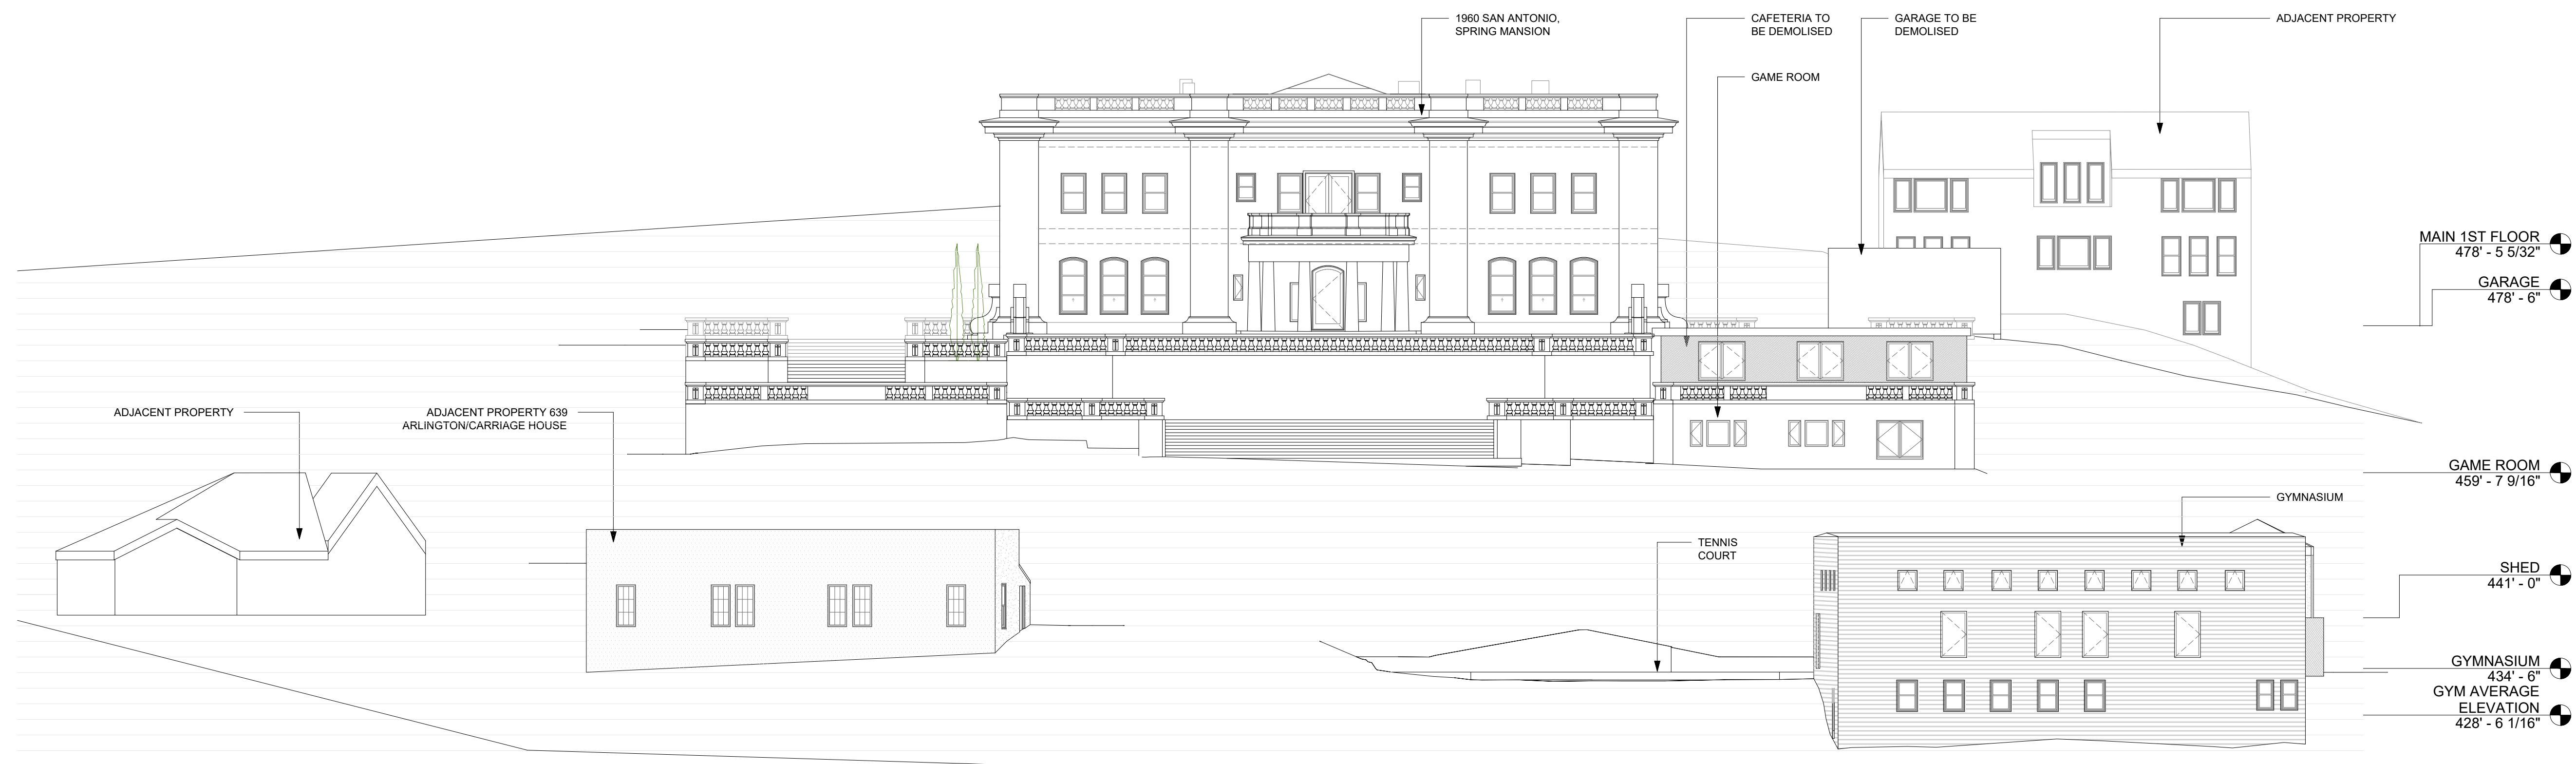 1960 SAN ANTONIO,
SPRING MANSION
CAFETERIA TO
BE DEMOLISED
GARAGE TO BE
DEMOLISED
ADJACENT PROPERTY
GAME ROOM
MAIN 1ST FLOOR
478' - 5 5/32"
GARAGE
478' - 6"
ADJACENT PROPERTY
ADJACENT PROPERTY 639
ARLINGTON/CARRIAGE HOUSE
GAME ROOM
459' - 7 9/16"
GYMNASIUM
TENNIS
COURT
SHED
441' - 0"
GYMNASIUM
434' - 6"
GYM AVERAGE
ELEVATION
428' - 6 1/16"